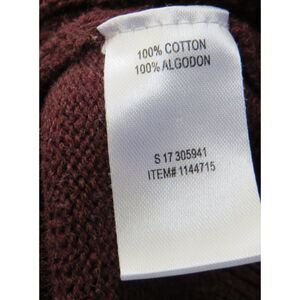 100% COTTON
100% ALGODON
S 17 305941
ITEM# 1144715